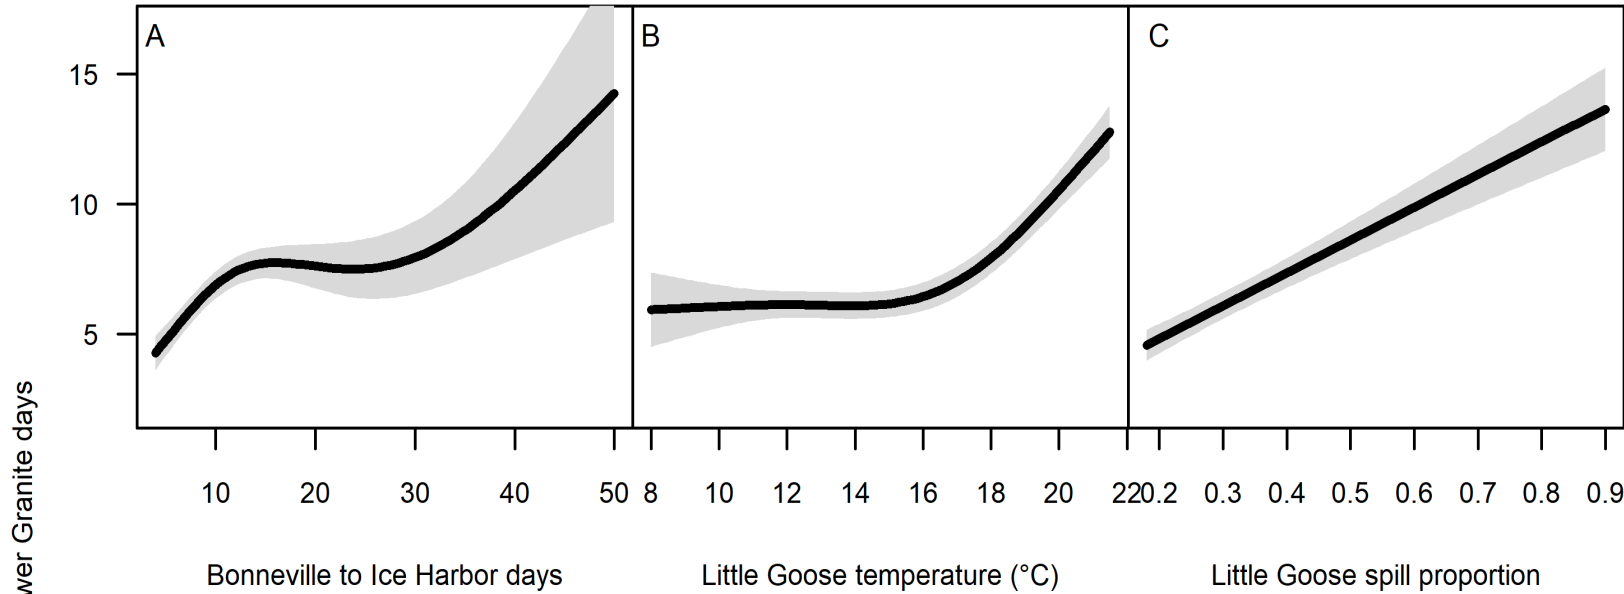 A B C
15
10
5
10 20 30 40 50 8 10 12 14 16 18 20 22 0.2 0.3 0.4 0.5 0.6 0.7 0.8 0.9
Bonneville to Ice Harbor days Little Goose temperature (°C) Little Goose spill proportion
Granite days